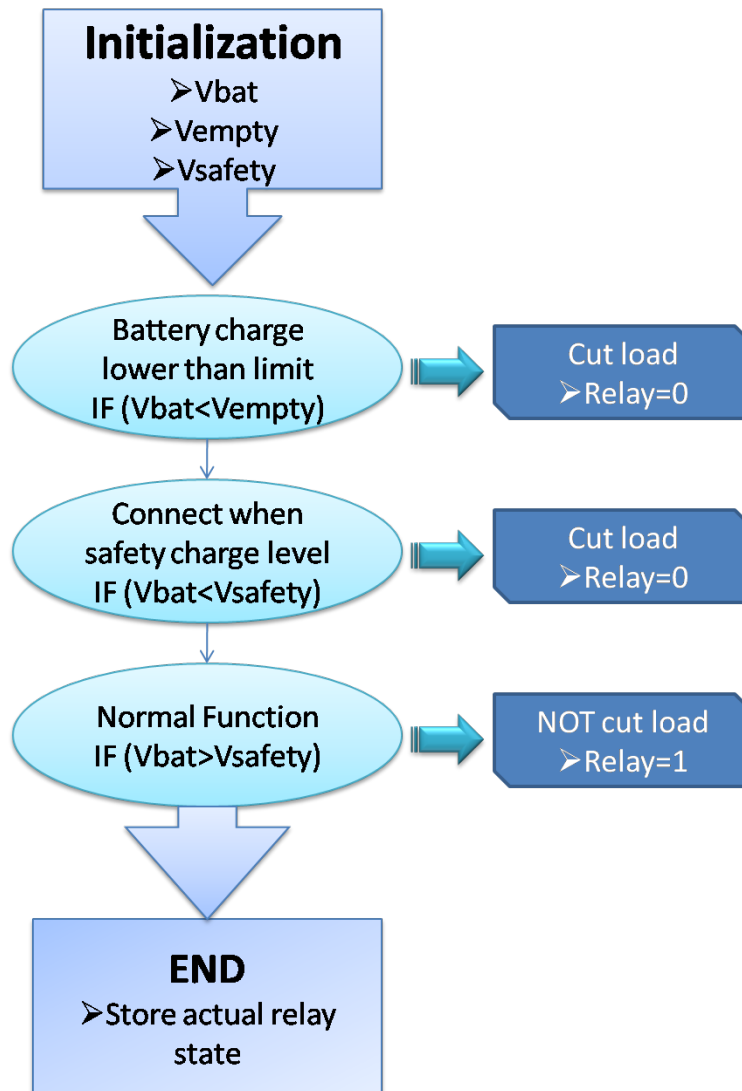 Initialization
➢Vbat
➢Vempty
➢Vsafety
Battery charge
lower than limit
IF (Vbat<Vempty)
Cut load
➢Relay=0
Connect when
safety charge level
IF (Vbat<Vsafety)
Cut load
➢Relay=0
Normal Function
IF (Vbat>Vsafety)
NOT cut load
➢Relay=1
END
➢Store actual relay
state